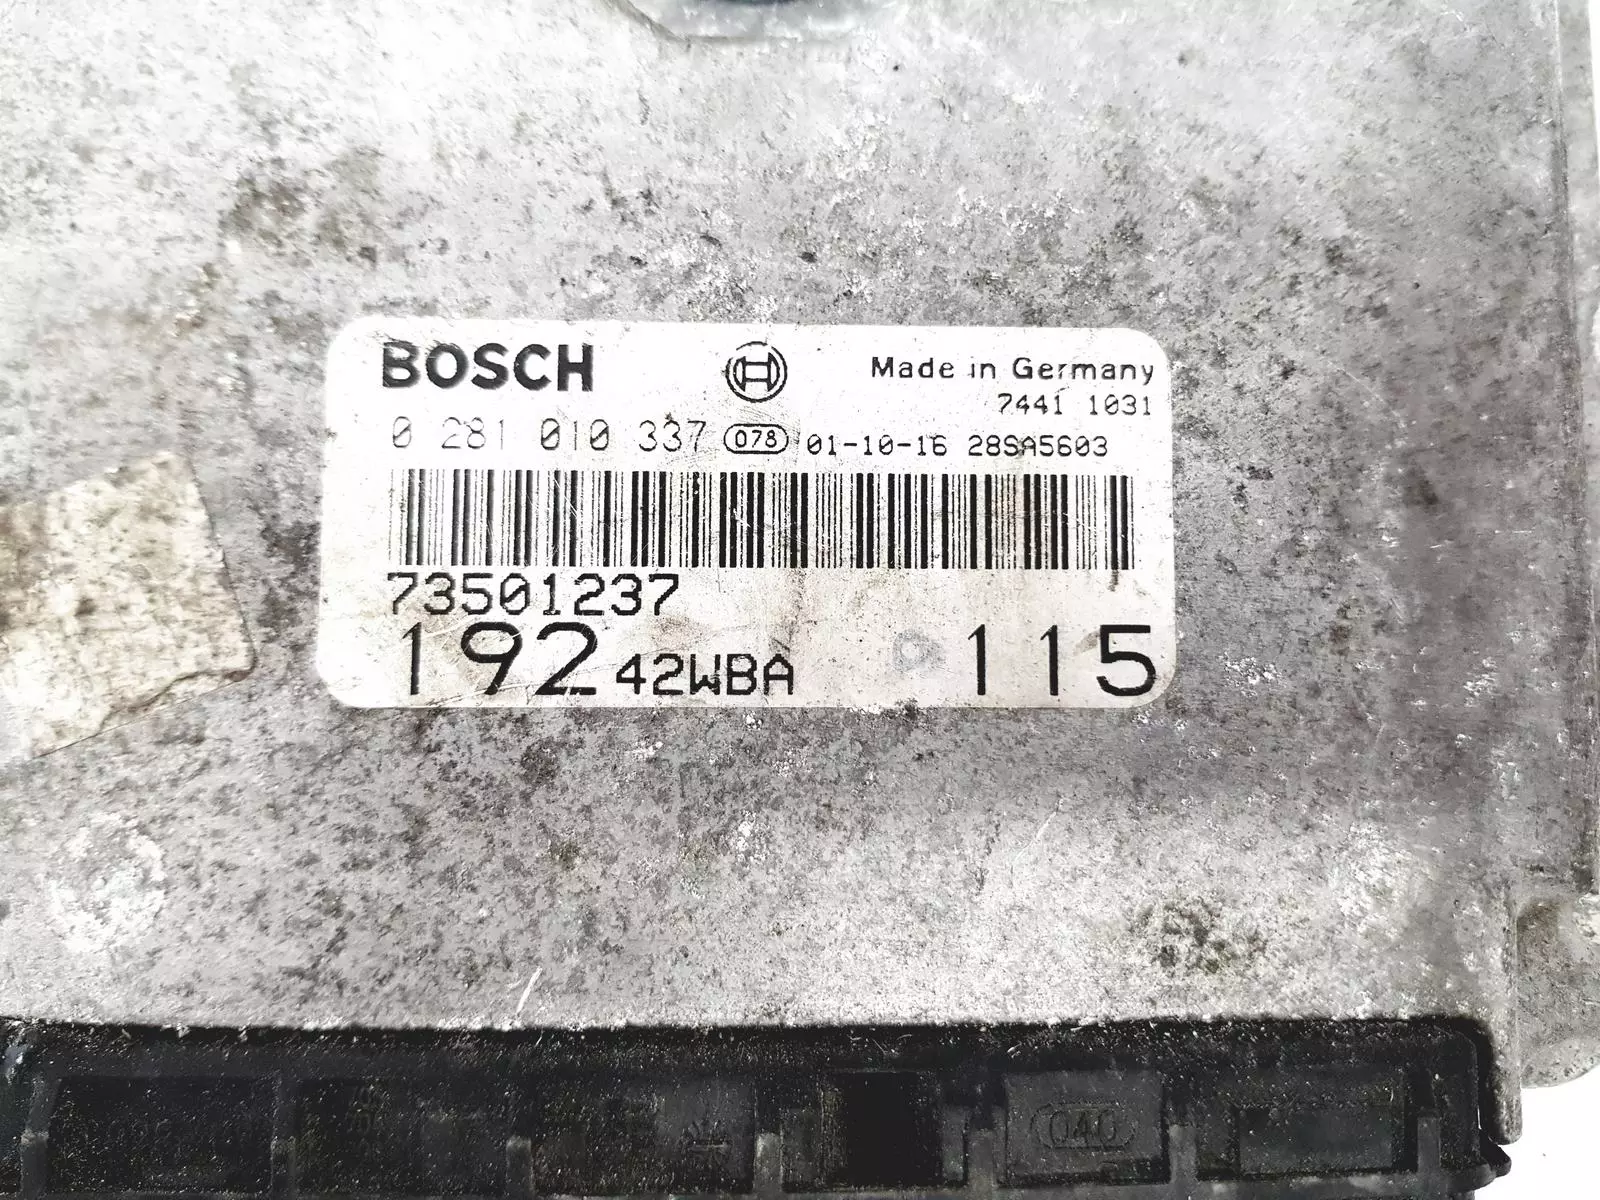 BOSCH Made in Germany
7441 1031
0 281 010 337 078 01-10-16 28SA5603
73501237
192 42WBA 115
040